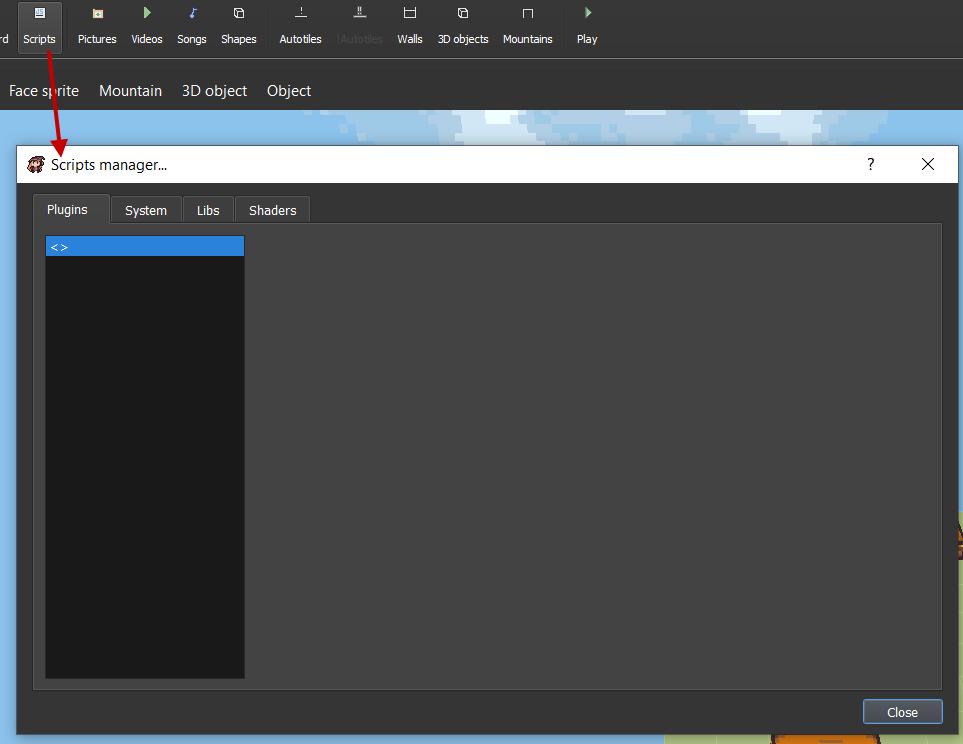 rd Scripts Pictures Videos Songs Shapes Autotiles !Autotiles Walls 3D objects Mountains Play
Face sprite Mountain 3D object Object
Scripts manager... ?
Plugins System Libs Shaders
<>
Close